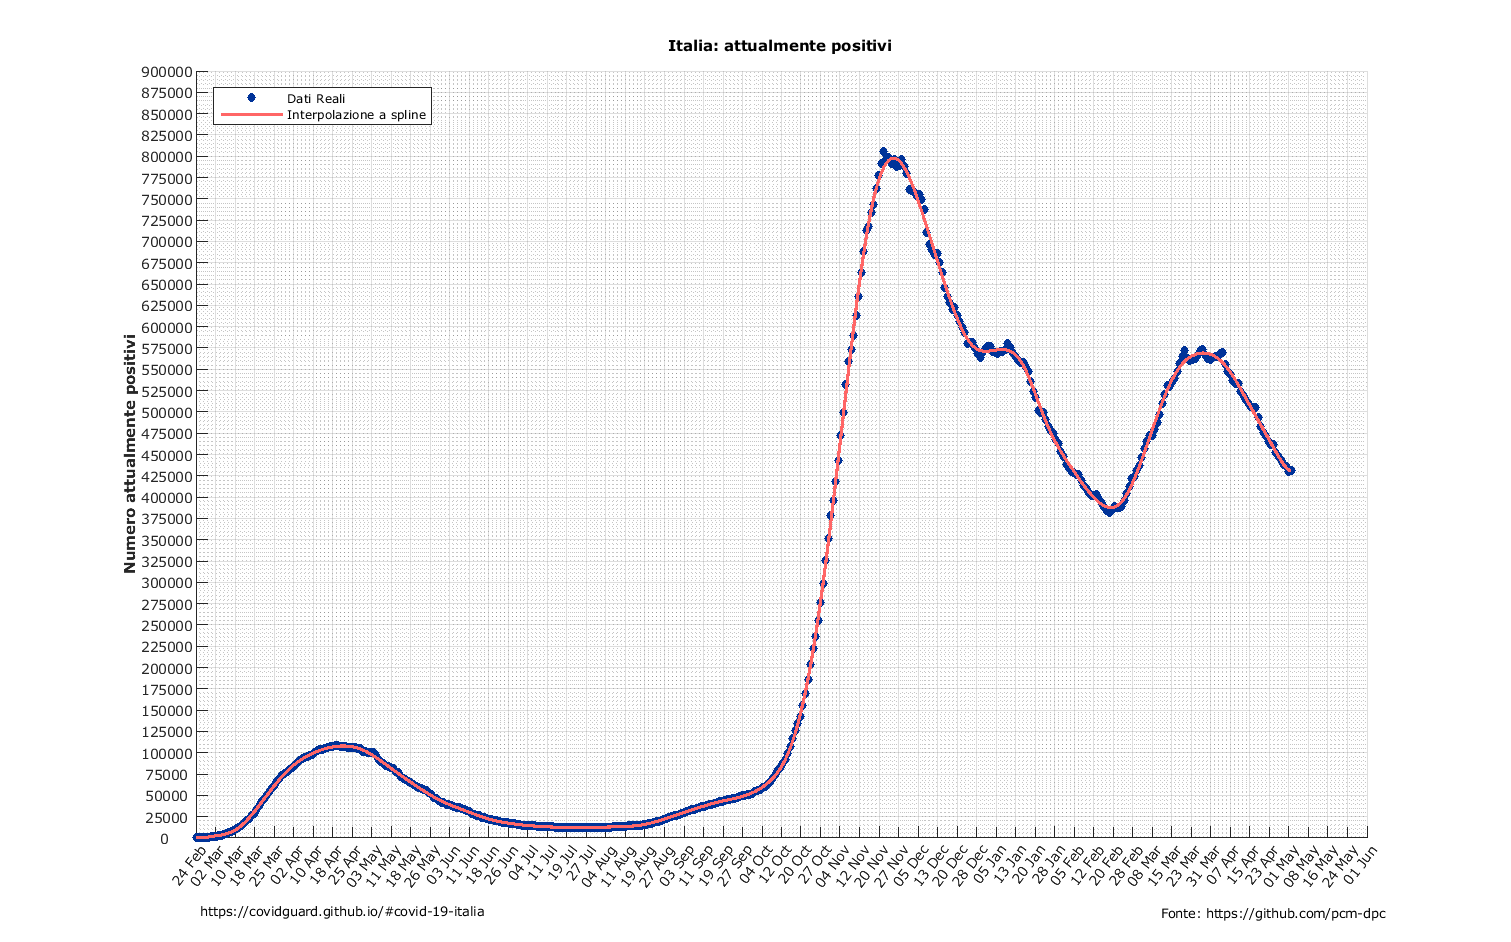 Italia: attualmente positivi
900000
875000
850000
825000
800000
775000
750000
725000
700000
675000
650000
625000
600000
575000
550000
525000
500000
475000
450000
425000
400000
375000
350000
325000
300000
275000
250000
225000
200000
175000
150000
125000
100000
75000
50000
25000
0
Numero attualmente positivi
Dati Reali
Interpolazione a spline
24 Feb
02 Mar
10 Mar
18 Mar
25 Mar
02 Apr
10 Apr
18 Apr
25 Apr
03 May
11 May
18 May
26 May
03 Jun
11 Jun
18 Jun
26 Jun
04 Jul
11 Jul
19 Jul
27 Jul
04 Aug
11 Aug
19 Aug
27 Aug
03 Sep
11 Sep
19 Sep
27 Sep
04 Oct
12 Oct
20 Oct
27 Oct
04 Nov
12 Nov
20 Nov
27 Nov
05 Dec
13 Dec
20 Dec
28 Dec
05 Jan
13 Jan
20 Jan
28 Jan
05 Feb
12 Feb
20 Feb
28 Feb
08 Mar
15 Mar
23 Mar
31 Mar
07 Apr
15 Apr
23 Apr
01 May
08 May
16 May
24 May
01 Jun
https://covidguard.github.io/#covid-19-italia
Fonte: https://github.com/pcm-dpc